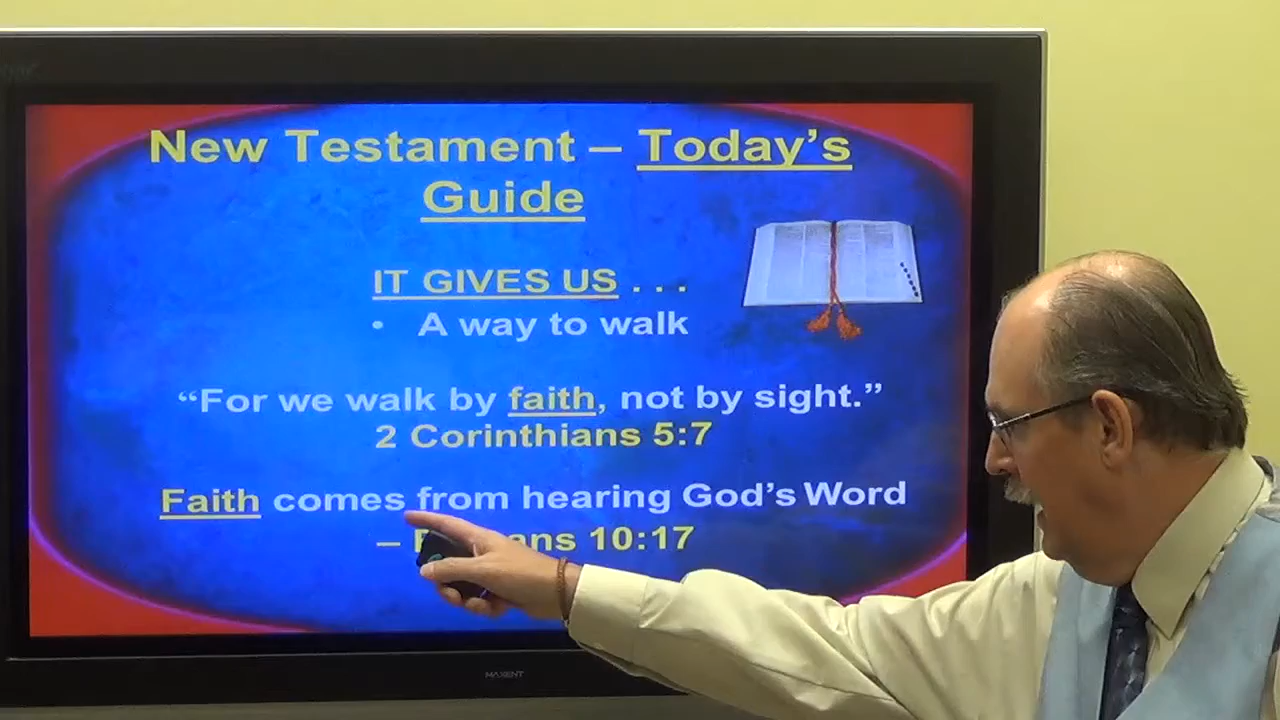 New Testament – Today's
Guide
IT GIVES US . . .
• A way to walk
“For we walk by faith, not by sight.”
2 Corinthians 5:7
Faith comes from hearing God's Word
– ans 10:17
MAXENT